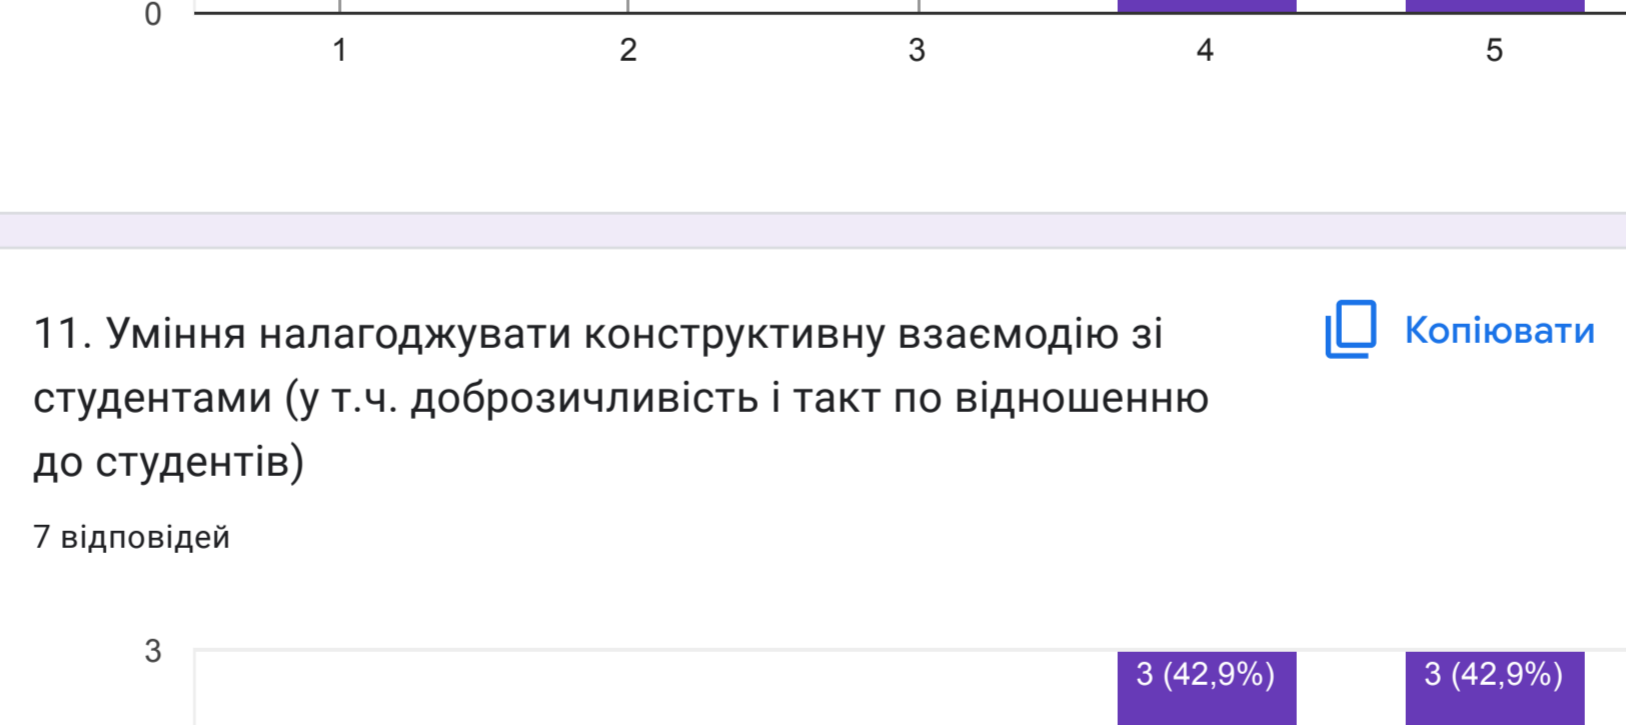 0
1 2 3 4 5
11. Уміння налагоджувати конструктивну взаємодію зі
студентами (у т.ч. доброзичливість і такт по відношенню
до студентів)
Копіювати
7 відповідей
3
3 (42,9%) 3 (42,9%)